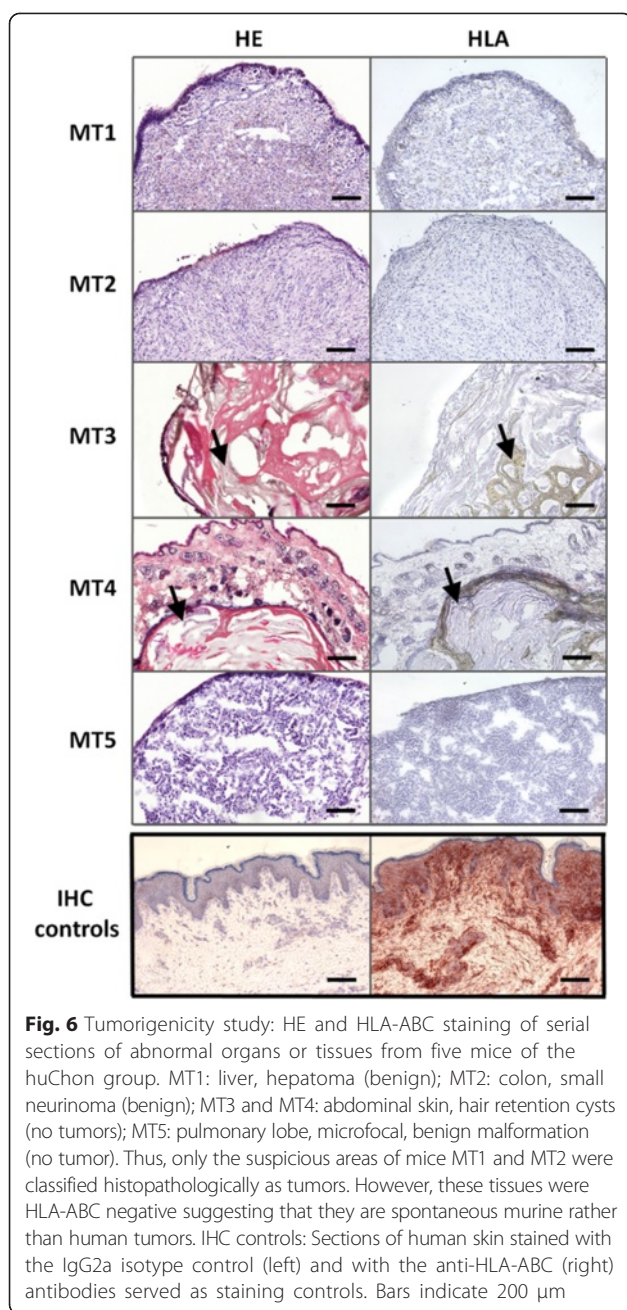 HE HLA
MT1
MT2
MT3
MT4
MT5
IHC
controls
Fig. 6 Tumorigenicity study: HE and HLA-ABC staining of serial
sections of abnormal organs or tissues from five mice of the
huChon group. MT1: liver, hepatoma (benign); MT2: colon, small
neurinoma (benign); MT3 and MT4: abdominal skin, hair retention cysts
(no tumors); MT5: pulmonary lobe, microfocal, benign malformation
(no tumor). Thus, only the suspicious areas of mice MT1 and MT2 were
classified histopathologically as tumors. However, these tissues were
HLA-ABC negative suggesting that they are spontaneous murine rather
than human tumors. IHC controls: Sections of human skin stained with
the IgG2a isotype control (left) and with the anti-HLA-ABC (right)
antibodies served as staining controls. Bars indicate 200 μm